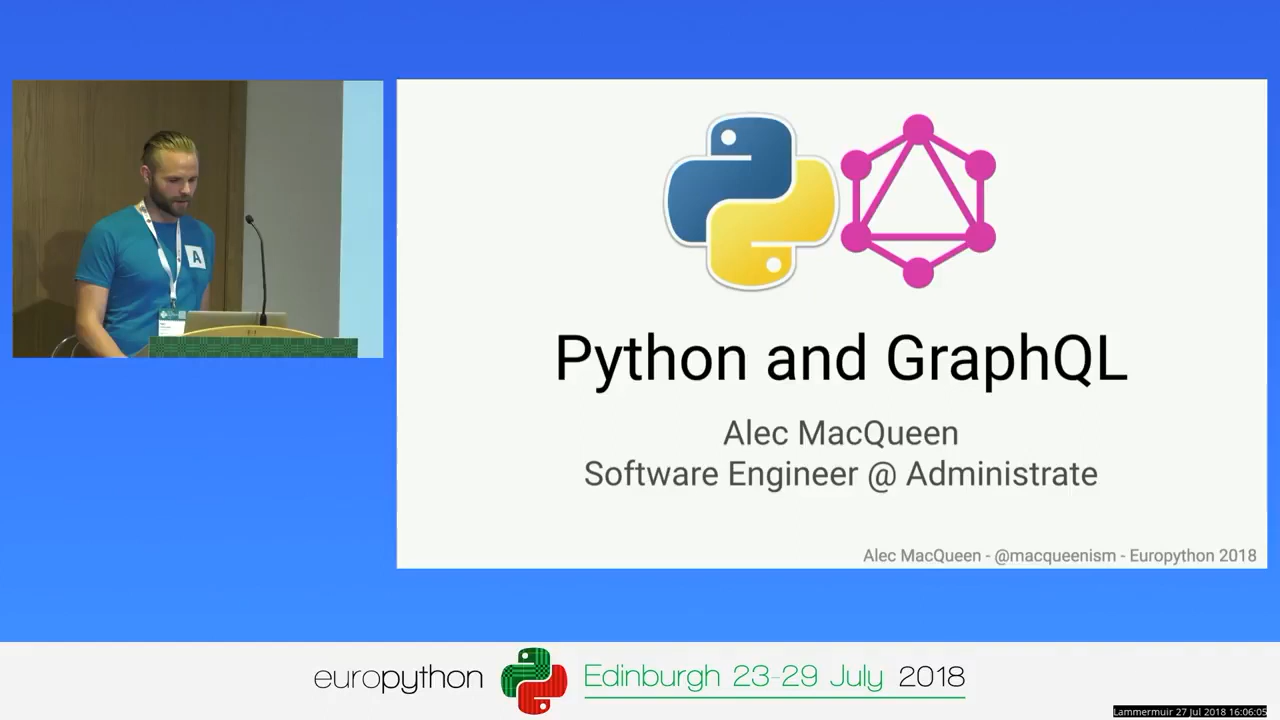 A
Python and GraphQL
Alec MacQueen
Software Engineer @ Administrate
Alec MacQueen - @macqueenism - Europython 2018
europython
Edinburgh 23-29 July 2018
Lammermuir 27 Jul 2018 16:06:05